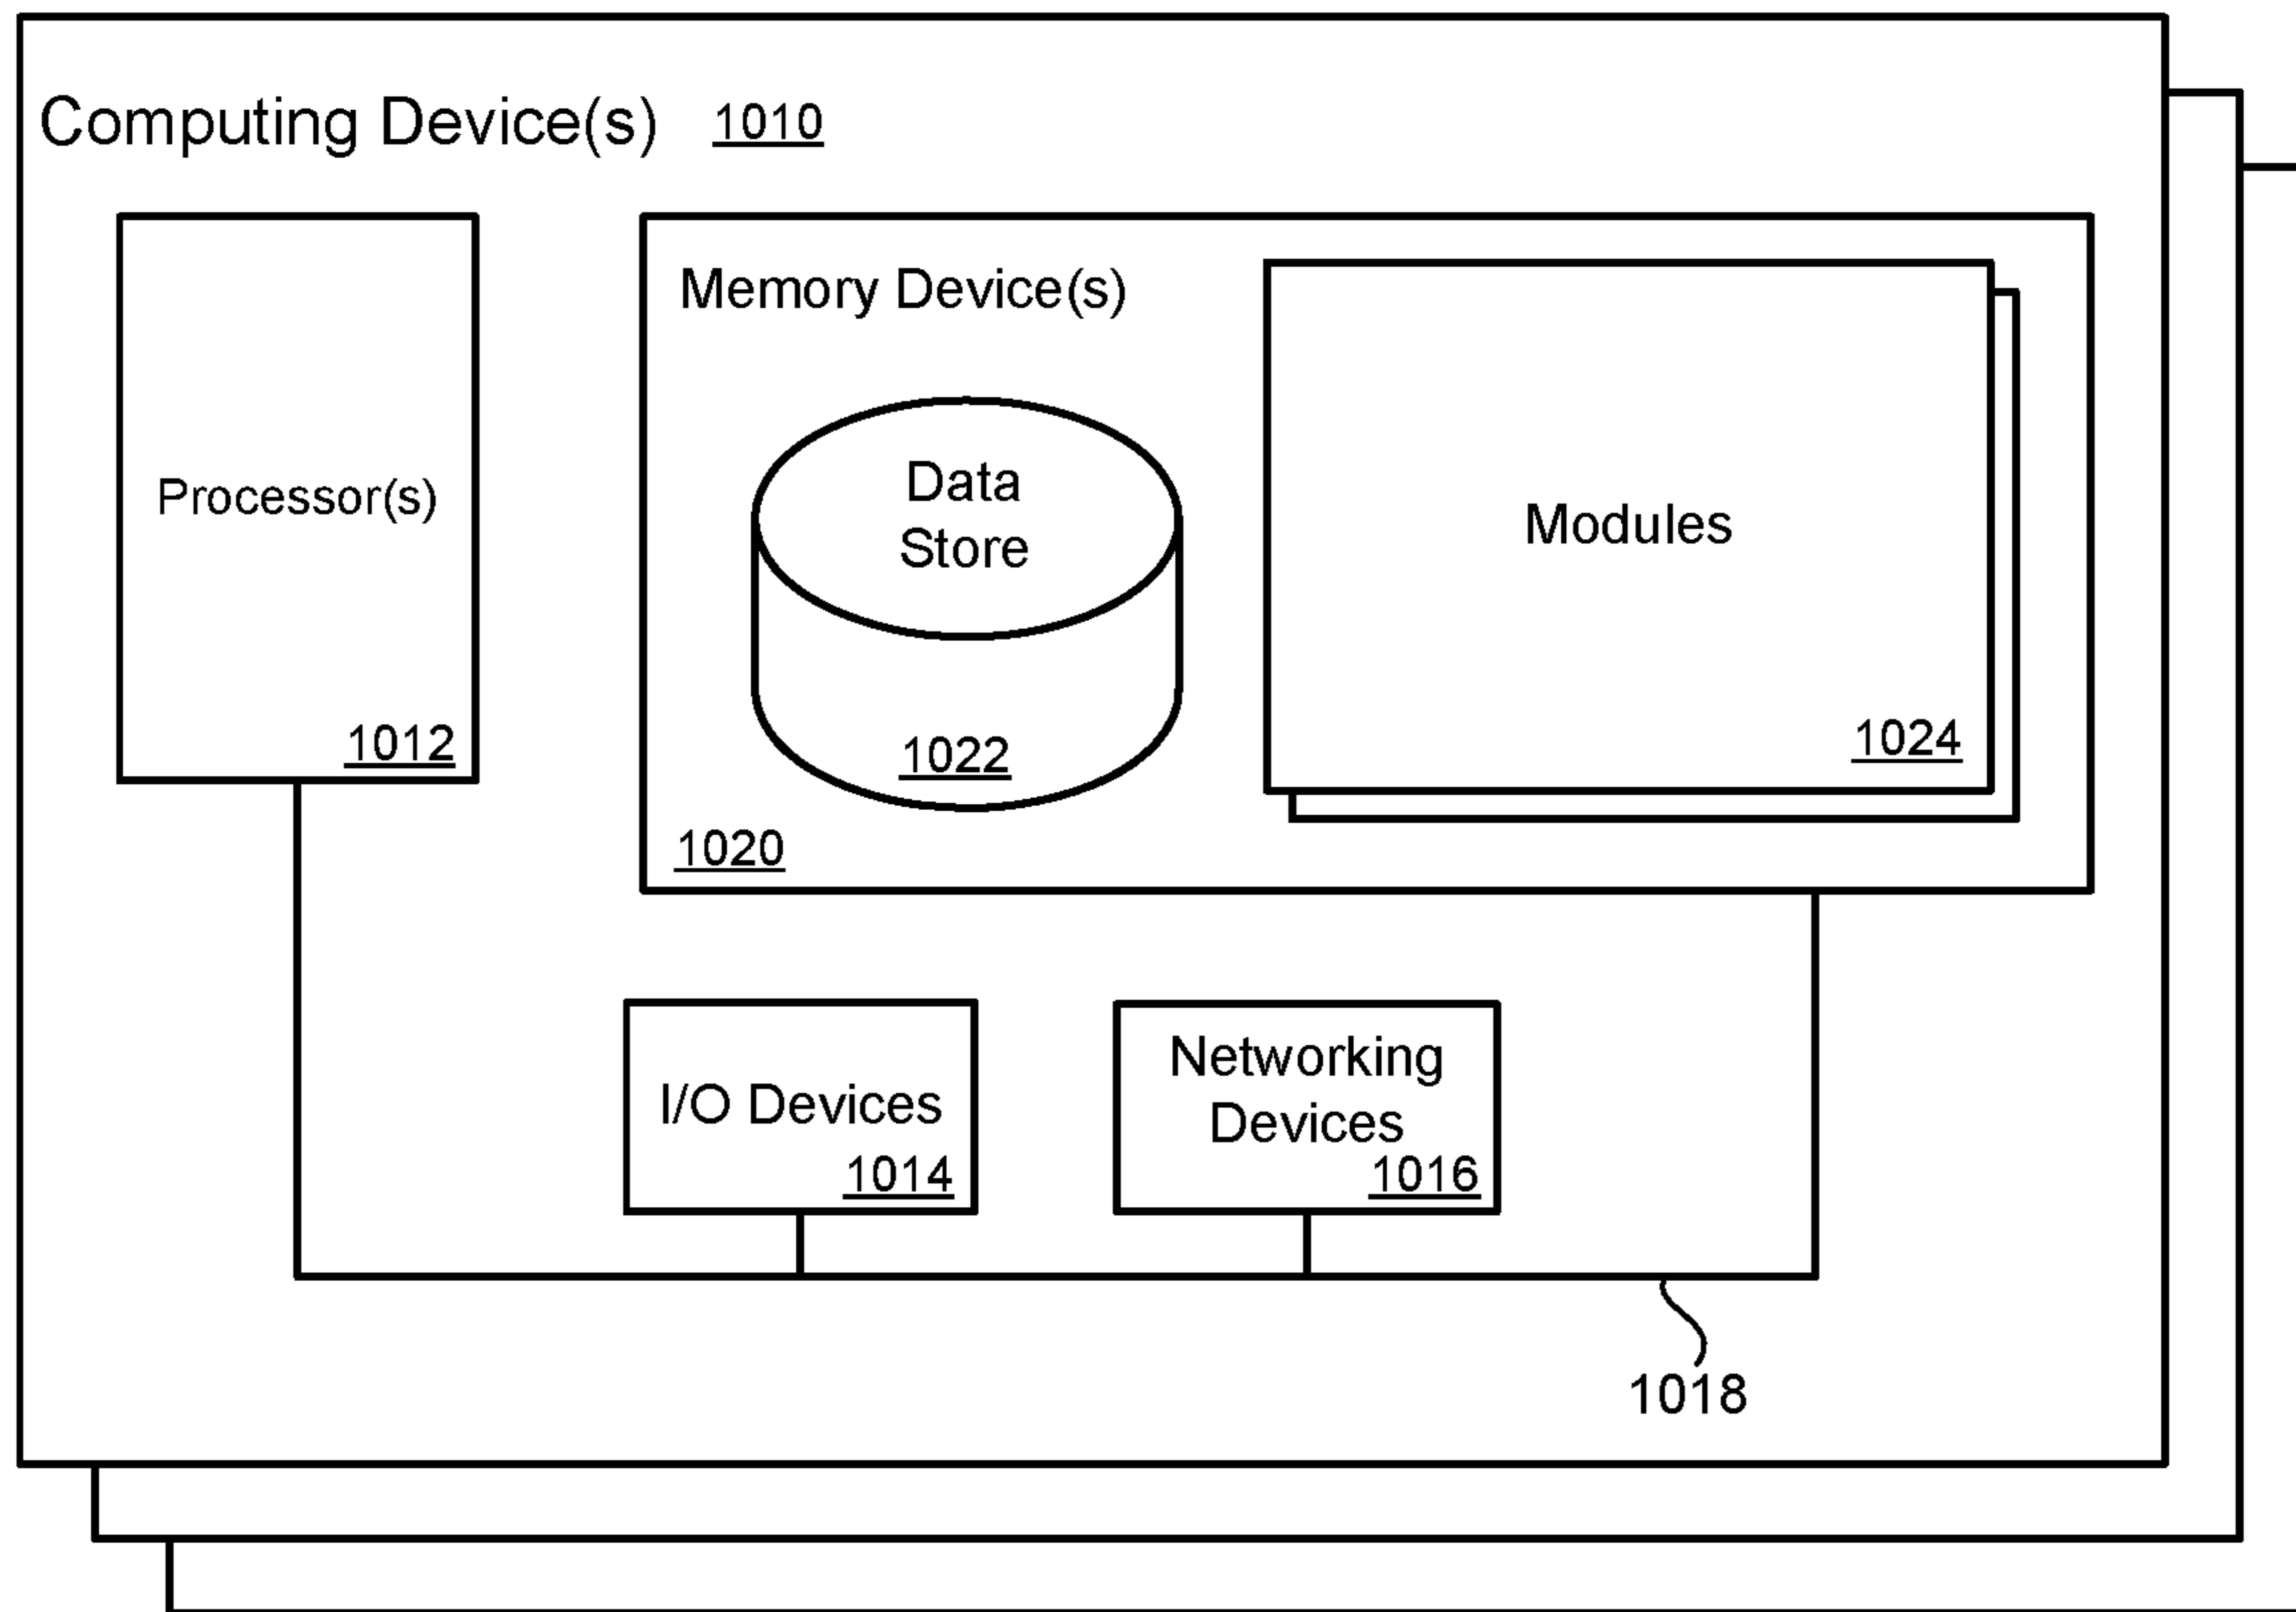 Computing Device(s) 1010
Processor(s)
1012
Memory Device(s)
Data
Store
1022
1020
Modules
1024
I/O Devices
1014
Networking
Devices
1016
1018